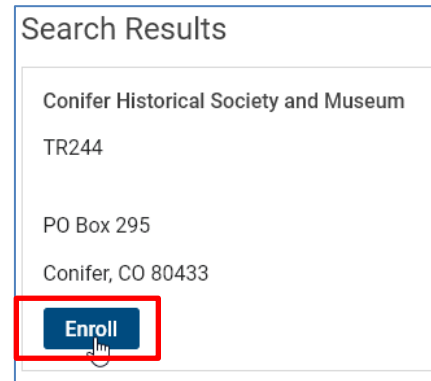 Search Results
Conifer Historical Society and Museum
TR244
PO Box 295
Conifer, CO 80433
Enroll